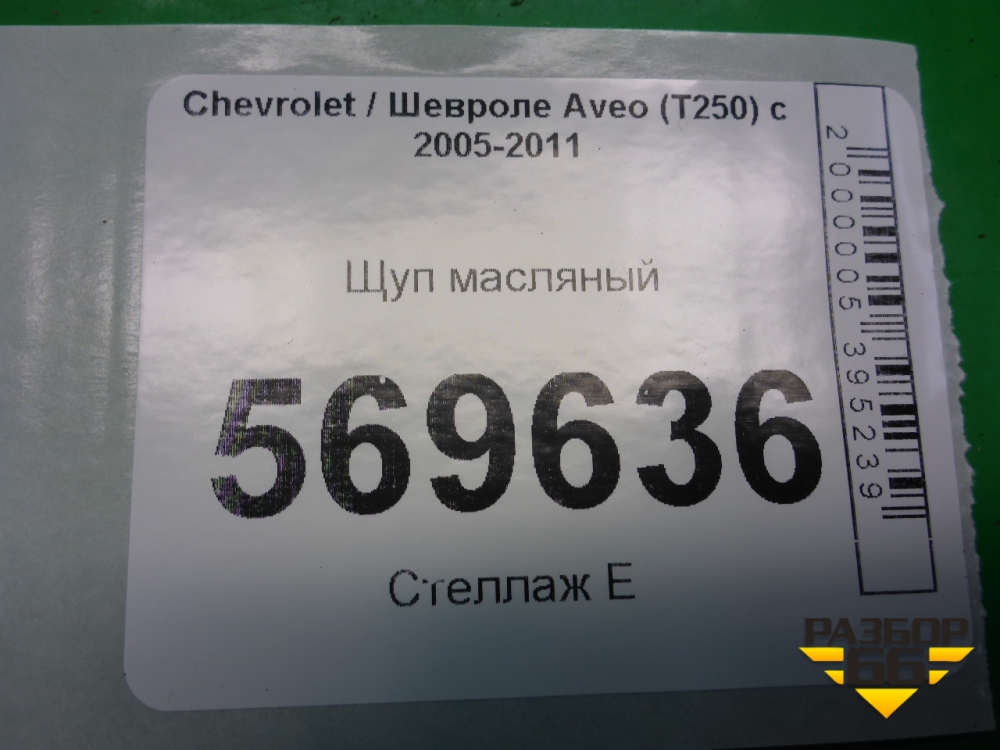 Chevrolet / Шевроле Aveo (T250) с
2005-2011
Щуп масляный
569636
Стеллаж Е
2000005395239
РАЗБОР
66